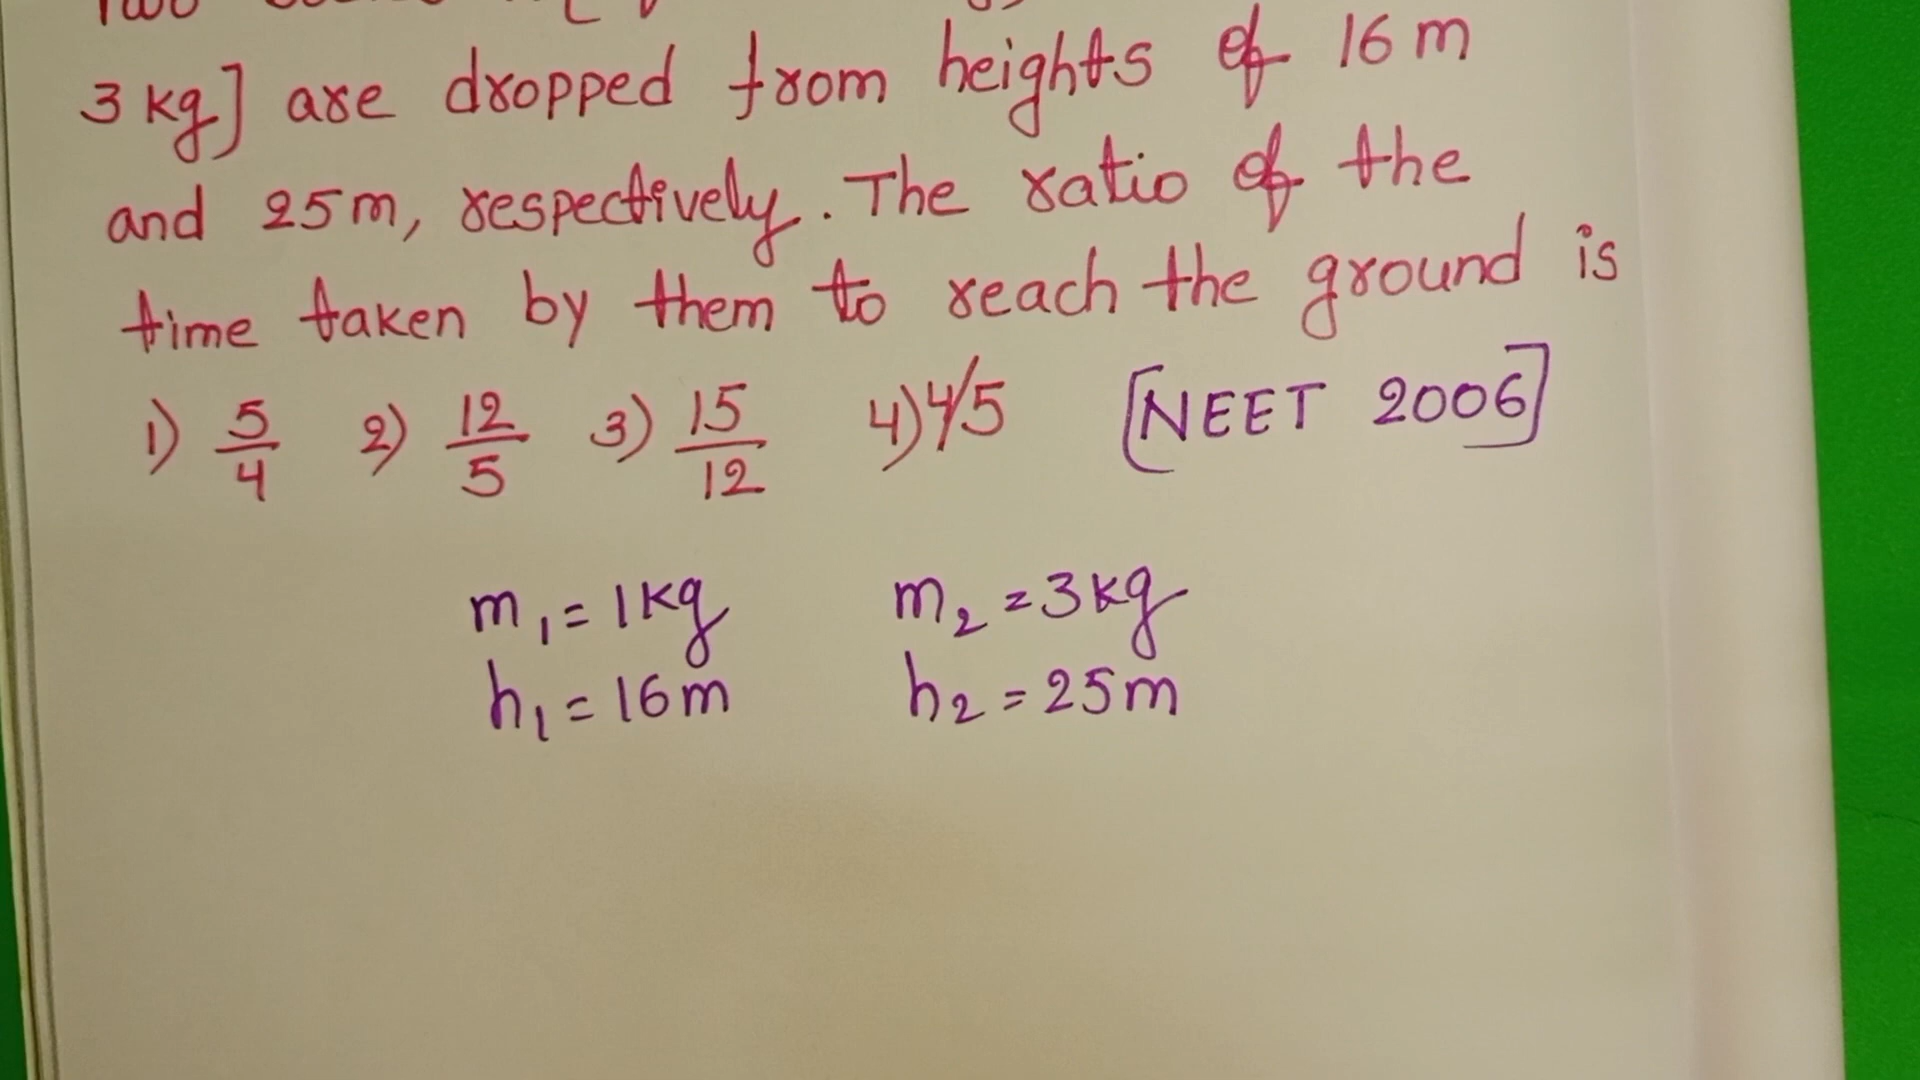 3 kg] are dropped from heights of 16 m
and 25 m, respectively. The ratio of the
time taken by them to reach the ground is
1) 5/4 2) 12/5 3) 15/12 4) 4/5 [NEET 2006]
m₁ = 1 kg m₂ = 3 kg
h₁ = 16 m h₂ = 25 m